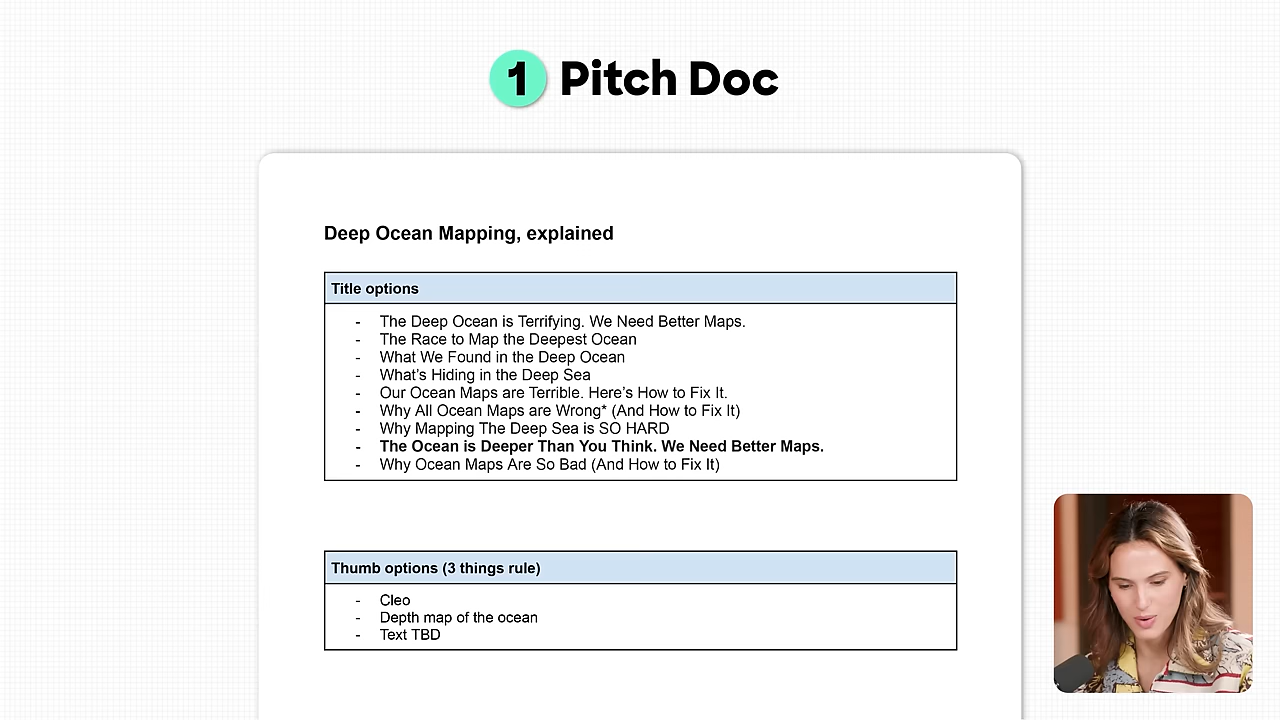 1 Pitch Doc
Deep Ocean Mapping, explained
Title options
- The Deep Ocean is Terrifying. We Need Better Maps.
- The Race to Map the Deepest Ocean
- What We Found in the Deep Ocean
- What’s Hiding in the Deep Sea
- Our Ocean Maps are Terrible. Here’s How to Fix It.
- Why All Ocean Maps are Wrong* (And How to Fix It)
- Why Mapping The Deep Sea is SO HARD
- The Ocean is Deeper Than You Think. We Need Better Maps.
- Why Ocean Maps Are So Bad (And How to Fix It)
Thumb options (3 things rule)
- Cleo
- Depth map of the ocean
- Text TBD